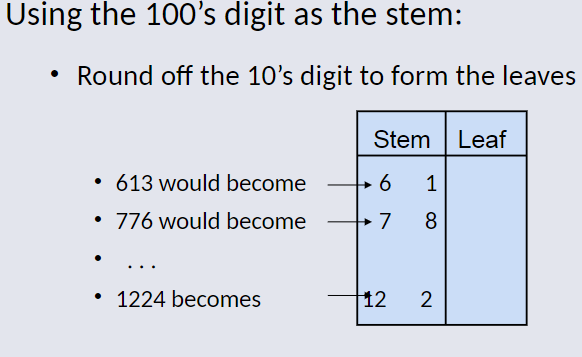 Using the 100's digit as the stem:
• Round off the 10's digit to form the leaves
Stem Leaf
• 613 would become 6 1
• 776 would become 7 8
• . . .
• 1224 becomes 12 2